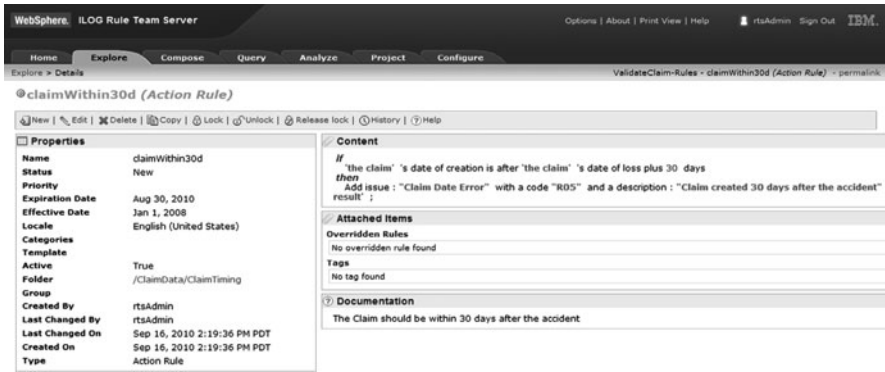 WebSphere. ILOG Rule Team Server
Options | About | Print View | Help rtsAdmin Sign Out IBM.
Home Explore Compose Query Analyze Project Configure
Explore > Details
ValidateClaim-Rules - claimWithin30d (Action Rule) - permalink
claimWithin30d (Action Rule)
New | Edit | Delete | Copy | Lock | Unlock | Release lock | History | Help
Properties
Name claimWithin30d
Status New
Priority
Expiration Date Aug 30, 2010
Effective Date Jan 1, 2008
Locale English (United States)
Categories
Template
Active True
Folder /ClaimData/ClaimTiming
Group
Created By rtsAdmin
Last Changed By rtsAdmin
Last Changed On Sep 16, 2010 2:19:36 PM PDT
Created On Sep 16, 2010 2:19:36 PM PDT
Type Action Rule
Content
If
'the claim' 's date of creation is after 'the claim' 's date of loss plus 30 days
then
Add issue : "Claim Date Error" with a code "R05" and a description : "Claim created 30 days after the accident"
result' ;
Attached Items
Overridden Rules
No overridden rule found
Tags
No tag found
Documentation
The Claim should be within 30 days after the accident